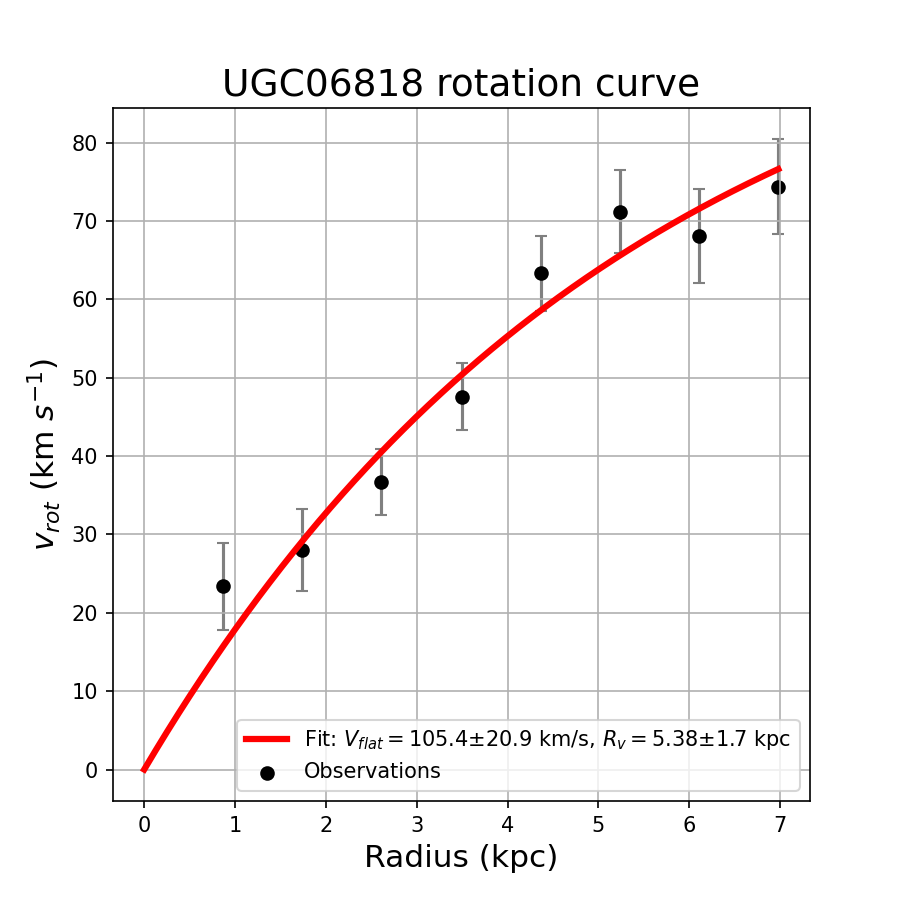 UGC06818 rotation curve
80
70
60
50
40
30
20
10
0
v_rot (km s⁻¹)
Fit: V_flat = 105.4±20.9 km/s, R_v = 5.38±1.7 kpc
Observations
0 1 2 3 4 5 6 7
Radius (kpc)